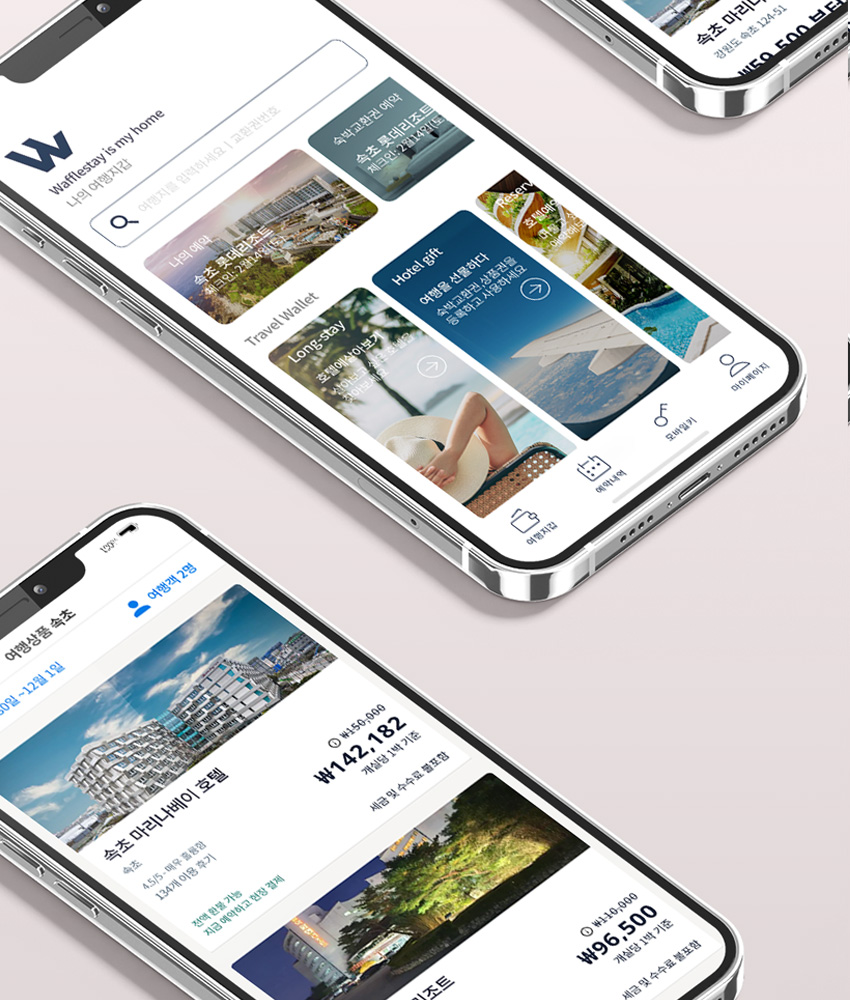 W
Wafflestay is my home
나의 여행지갑
여행지를 입력하세요 | 교환권번호
나의 예약
속초 롯데리조트
체크인: 2월14일(토
숙박교환권 예약
속초 롯데리조트
체크인: 2월14일(토
Travel Wallet
Long-stay
호텔에살아보기
Hotel gift
여행을 선물하다
숙박교환권,상품권을
등록하고 사용하세요
Reserv
여행지갑
예약내역
모바일키
마이페이지
속초 마리나
강원도 속초 124-51
₩59,500 부터
100%
여행상품 속초
여행객 2명
30일 ~12월 1일
속초 마리나베이 호텔
속초
4.5/5 - 매우 훌륭함
134개 이용 후기
전액 환불 가능
지금 예약하고 현장 결제
₩150,000
₩142,182
객실당 1박 기준
세금 및 수수료 불포함
리조트
₩110,000
₩96,500
객실당 1박 기준
세금 및 수수료 불포함